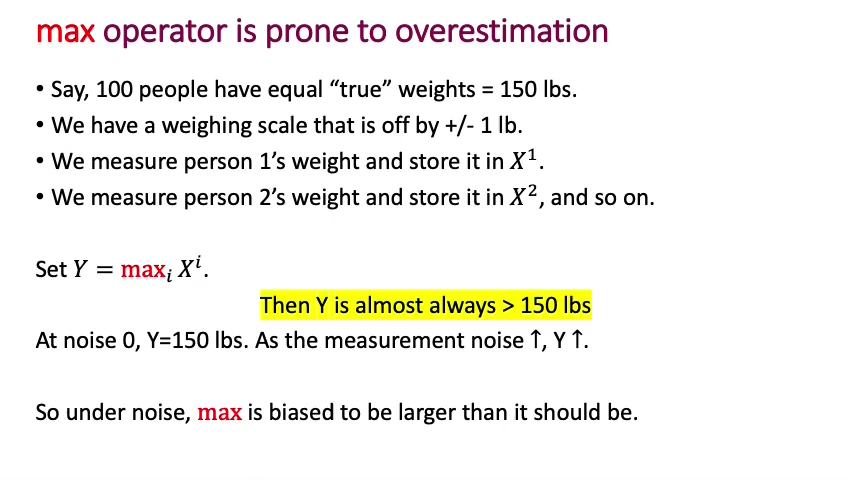 max operator is prone to overestimation
• Say, 100 people have equal “true” weights = 150 lbs.
• We have a weighing scale that is off by +/- 1 lb.
• We measure person 1’s weight and store it in X¹.
• We measure person 2’s weight and store it in X², and so on.
Set Y = maxᵢ Xⁱ.
Then Y is almost always > 150 lbs
At noise 0, Y=150 lbs. As the measurement noise ↑, Y ↑.
So under noise, max is biased to be larger than it should be.